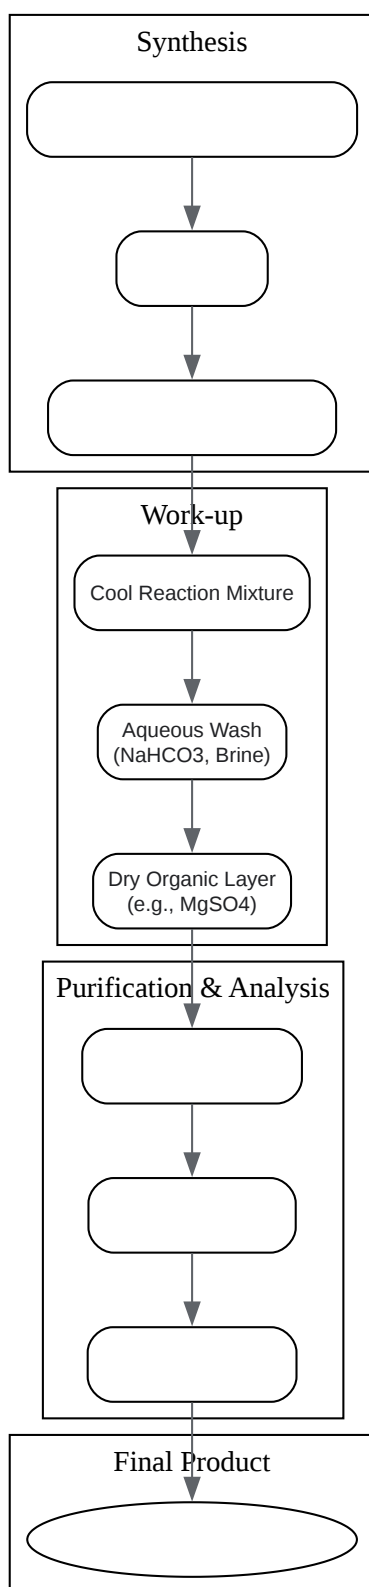 Synthesis
Work-up
Cool Reaction Mixture
Aqueous Wash
(NaHCO3, Brine)
Dry Organic Layer
(e.g., MgSO4)
Purification & Analysis
Final Product